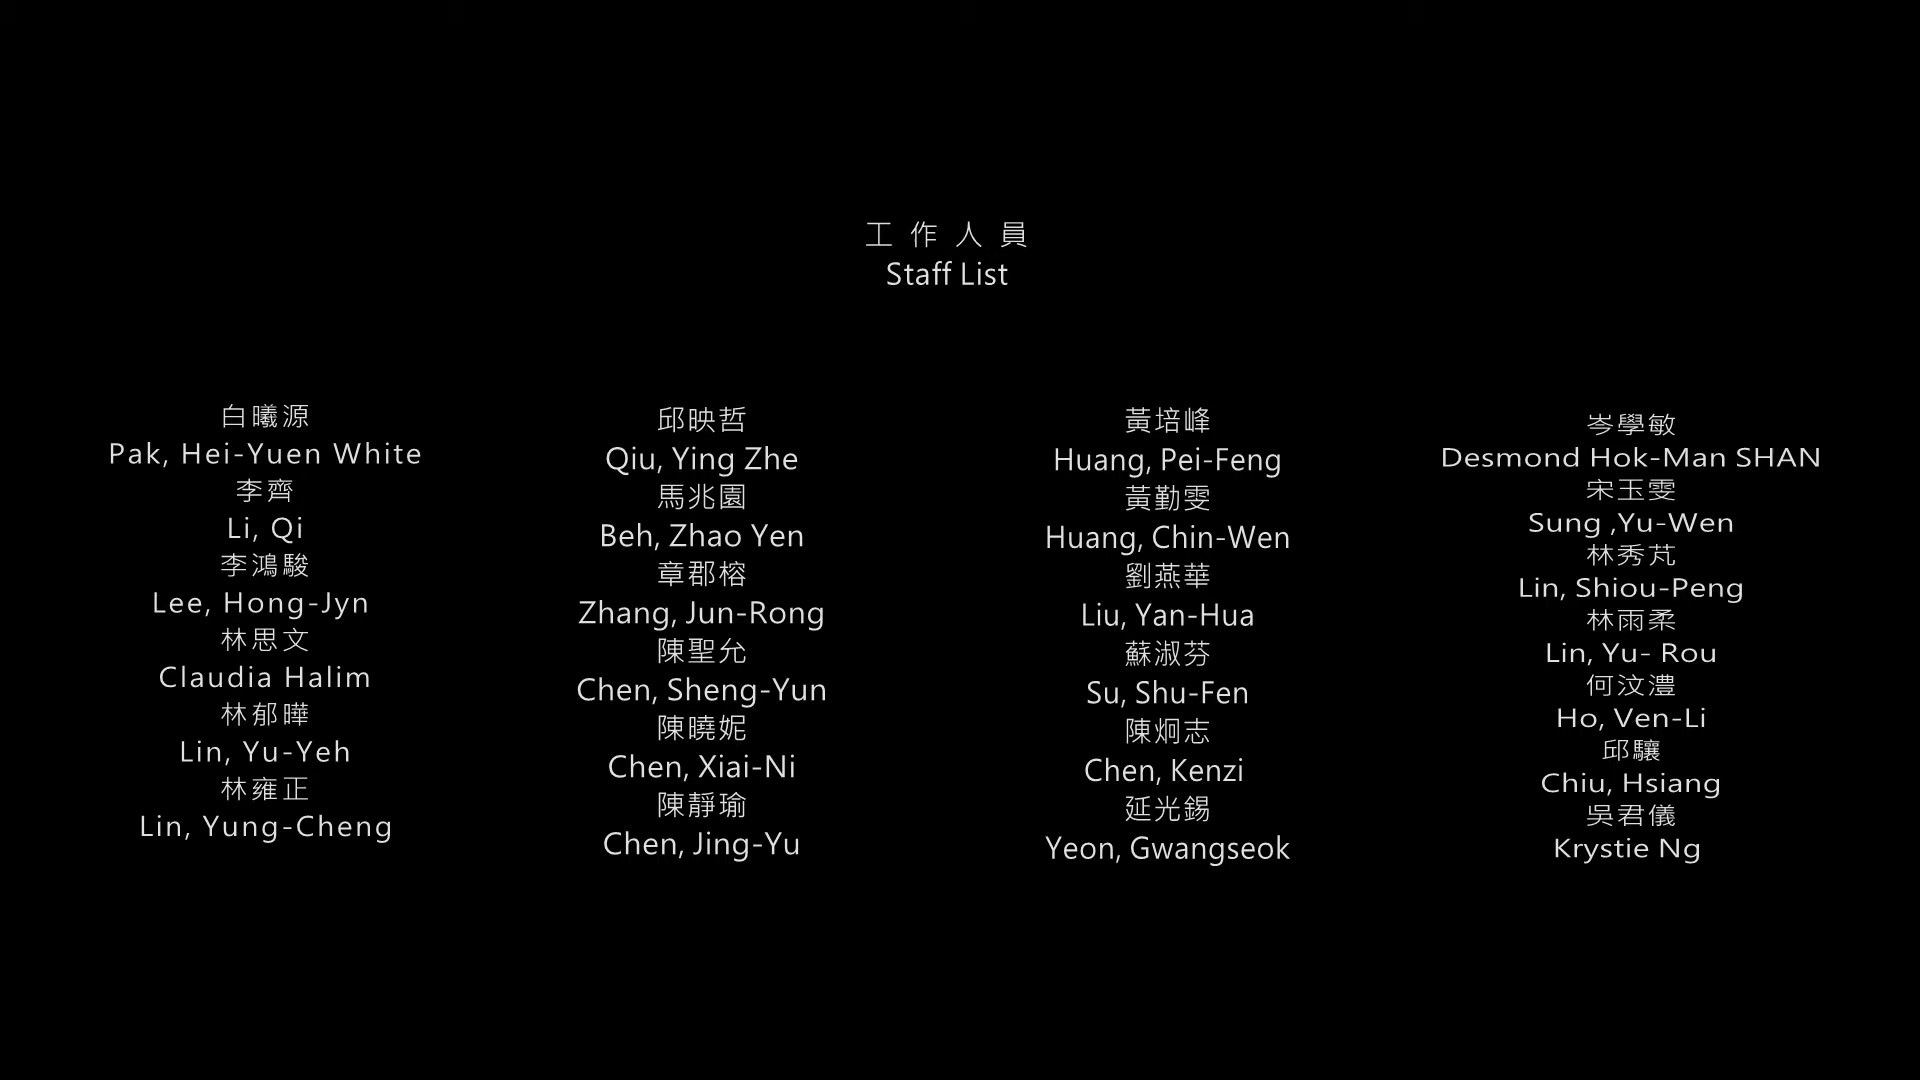 工作人員
Staff List
白曦源
Pak, Hei-Yuen White
李齊
Li, Qi
李鴻駿
Lee, Hong-Jyn
林思文
Claudia Halim
林郁曄
Lin, Yu-Yeh
林雍正
Lin, Yung-Cheng
邱映哲
Qiu, Ying Zhe
馬兆園
Beh, Zhao Yen
章郡榕
Zhang, Jun-Rong
陳聖允
Chen, Sheng-Yun
陳曉妮
Chen, Xiai-Ni
陳靜瑜
Chen, Jing-Yu
黃培峰
Huang, Pei-Feng
黃勤雯
Huang, Chin-Wen
劉燕華
Liu, Yan-Hua
蘇淑芬
Su, Shu-Fen
陳炯志
Chen, Kenzi
延光錫
Yeon, Gwangseok
岑學敏
Desmond Hok-Man SHAN
宋玉雯
Sung ,Yu-Wen
林秀芃
Lin, Shiou-Peng
林雨柔
Lin, Yu- Rou
何汶澧
Ho, Ven-Li
邱驤
Chiu, Hsiang
吳君儀
Krystie Ng